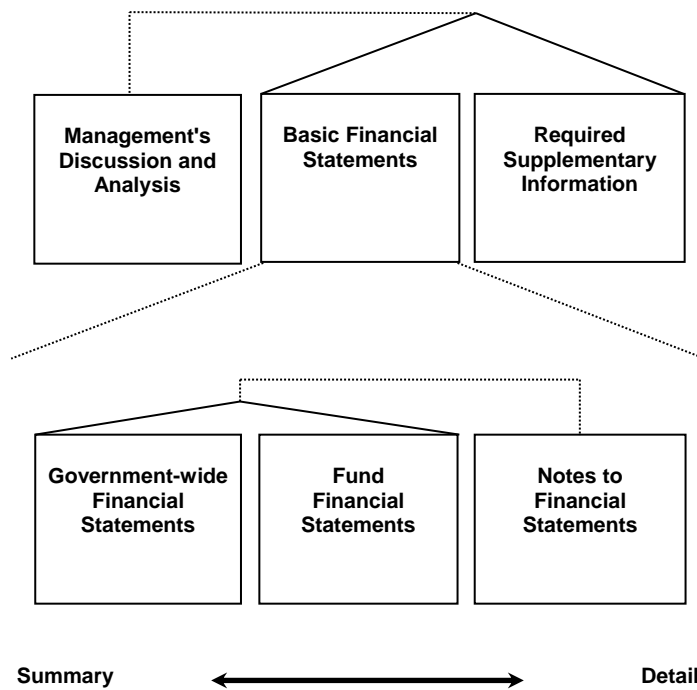 Management's
Discussion and
Analysis
Basic Financial
Statements
Required
Supplementary
Information
Government-wide
Financial
Statements
Fund
Financial
Statements
Notes to
Financial
Statements
Summary
Detail